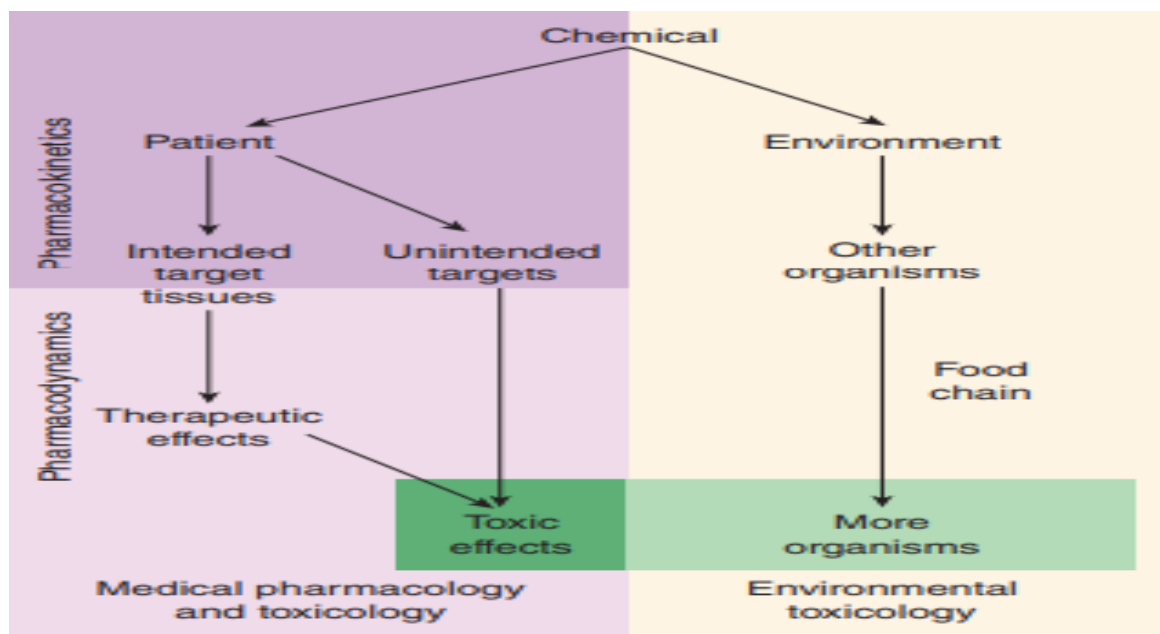 Chemical
Pharmacokinetics
Patient
Environment
Intended
target
tissues
Unintended
targets
Other
organisms
Pharmacodynamics
Food
chain
Therapeutic
effects
Toxic
effects
More
organisms
Medical pharmacology
and toxicology
Environmental
toxicology